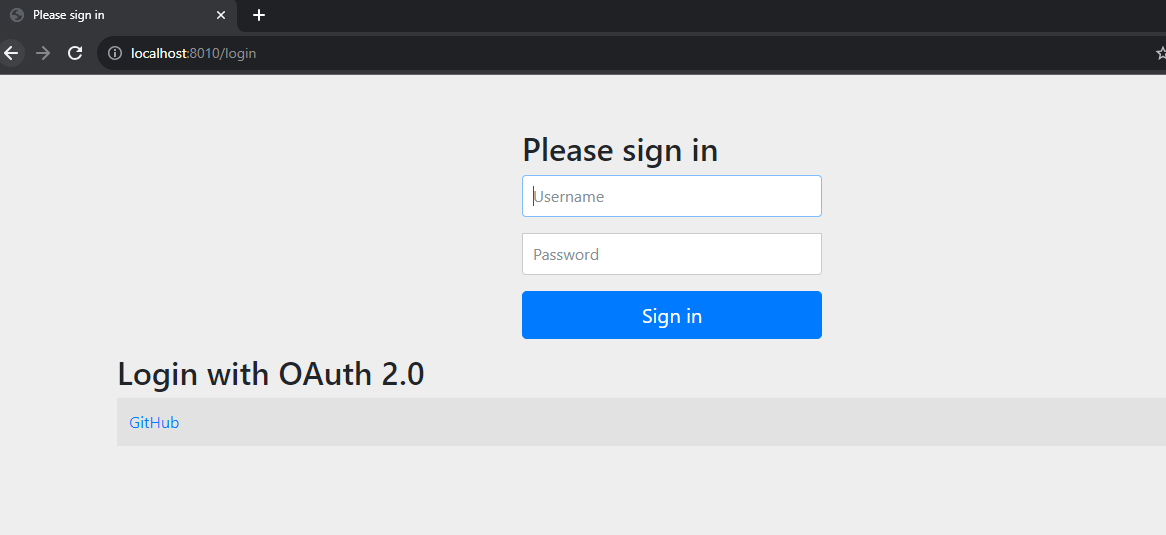 Please sign in
localhost:8010/login
Please sign in
Username
Password
Sign in
Login with OAuth 2.0
GitHub